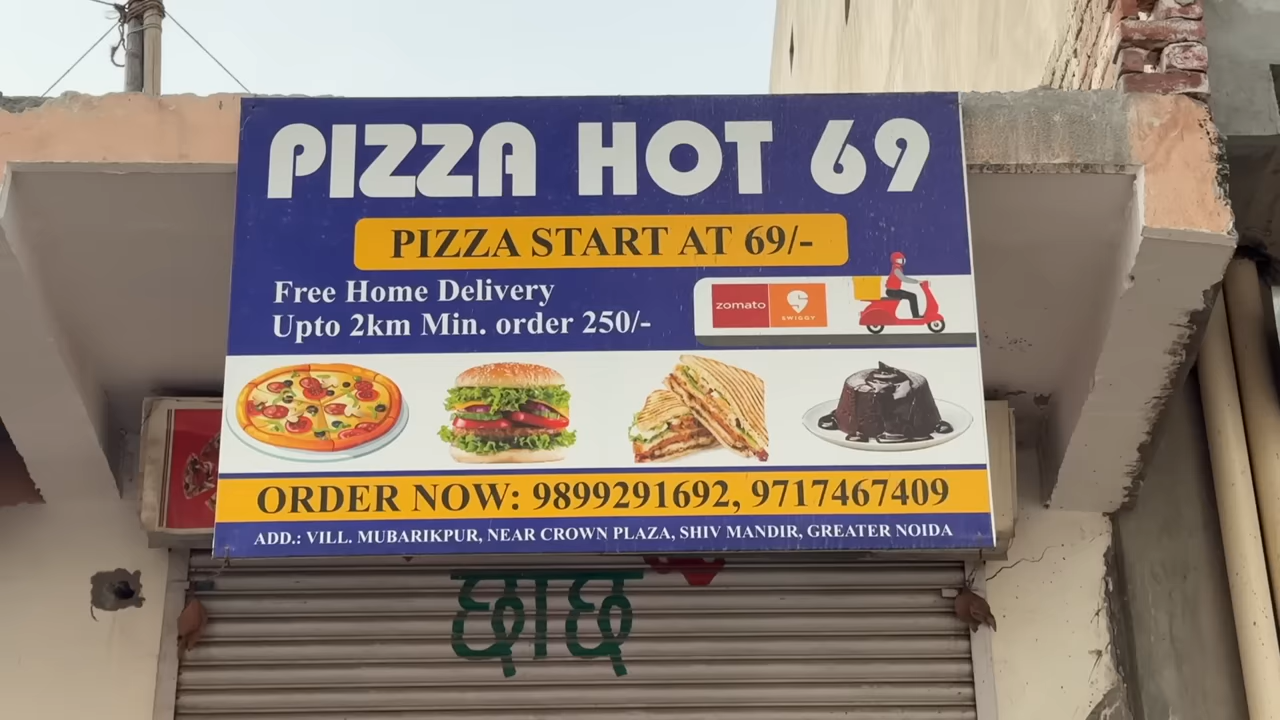 PIZZA HOT 69
PIZZA START AT 69/-
Free Home Delivery
Upto 2km Min. order 250/-
zomato
SWIGGY
ORDER NOW: 9899291692, 9717467409
ADD.: VILL. MUBARIKPUR, NEAR CROWN PLAZA, SHIV MANDIR, GREATER NOIDA
छाछ